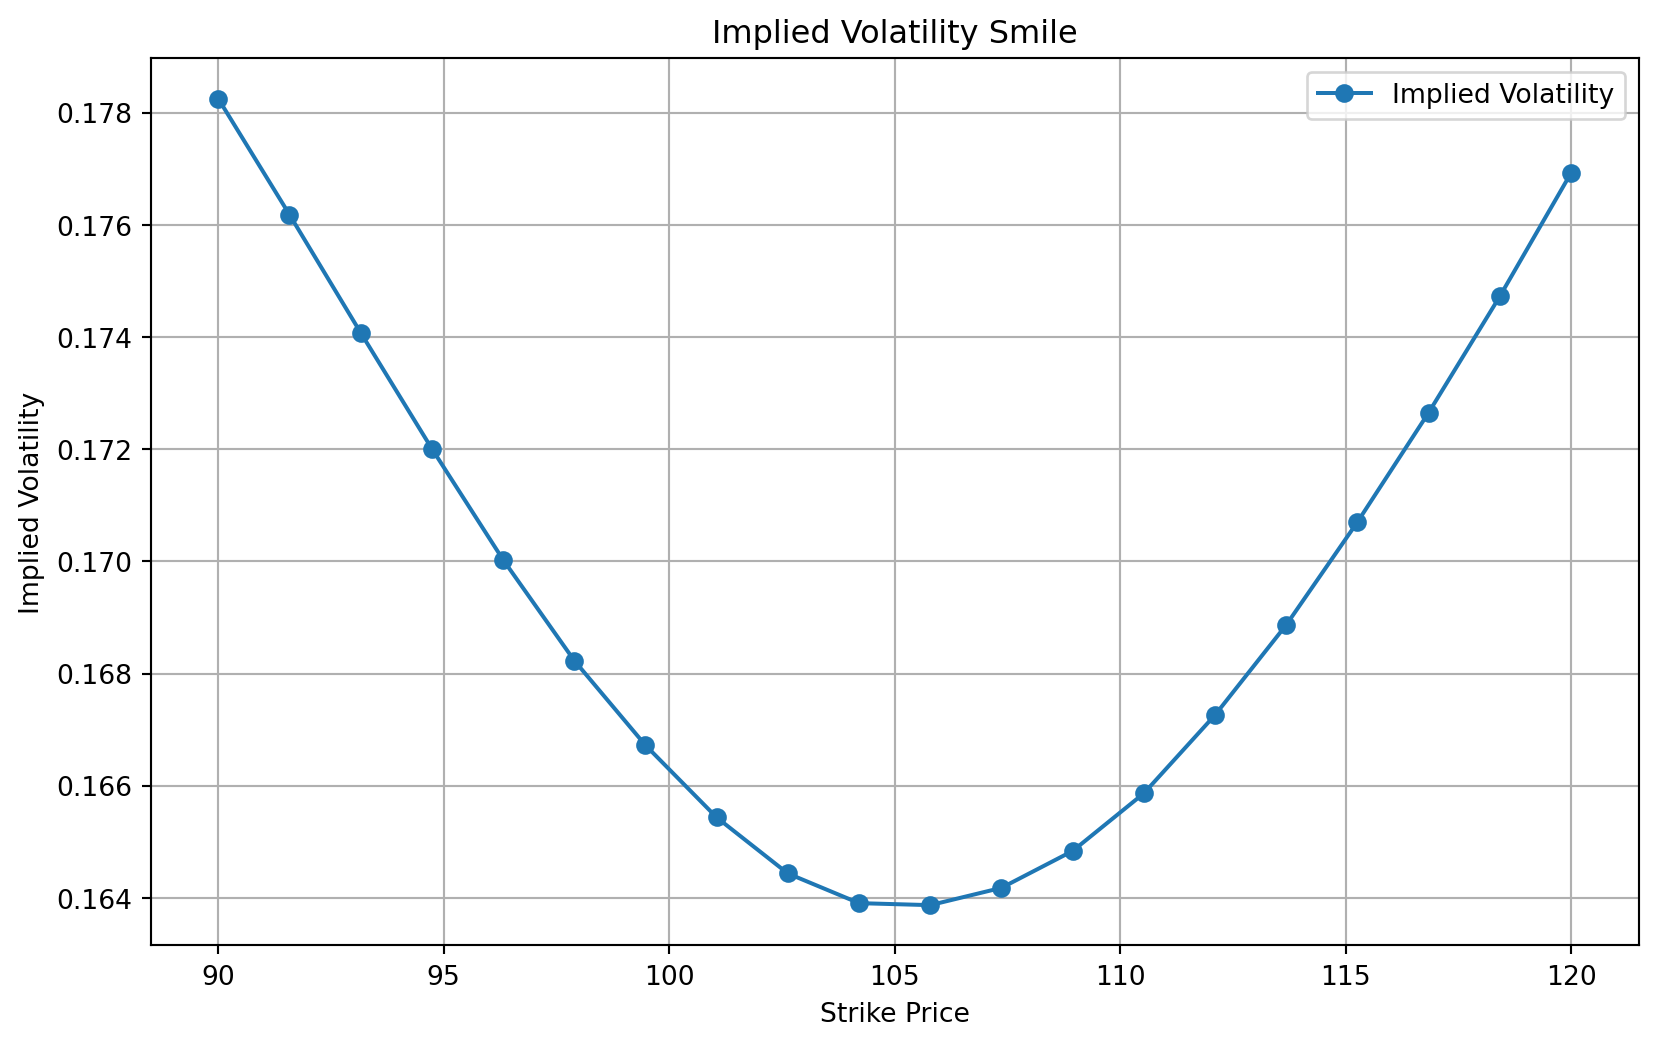 Implied Volatility Smile
Implied Volatility
0.178
0.176
0.174
0.172
0.170
0.168
0.166
0.164
Implied Volatility
90 95 100 105 110 115 120
Strike Price